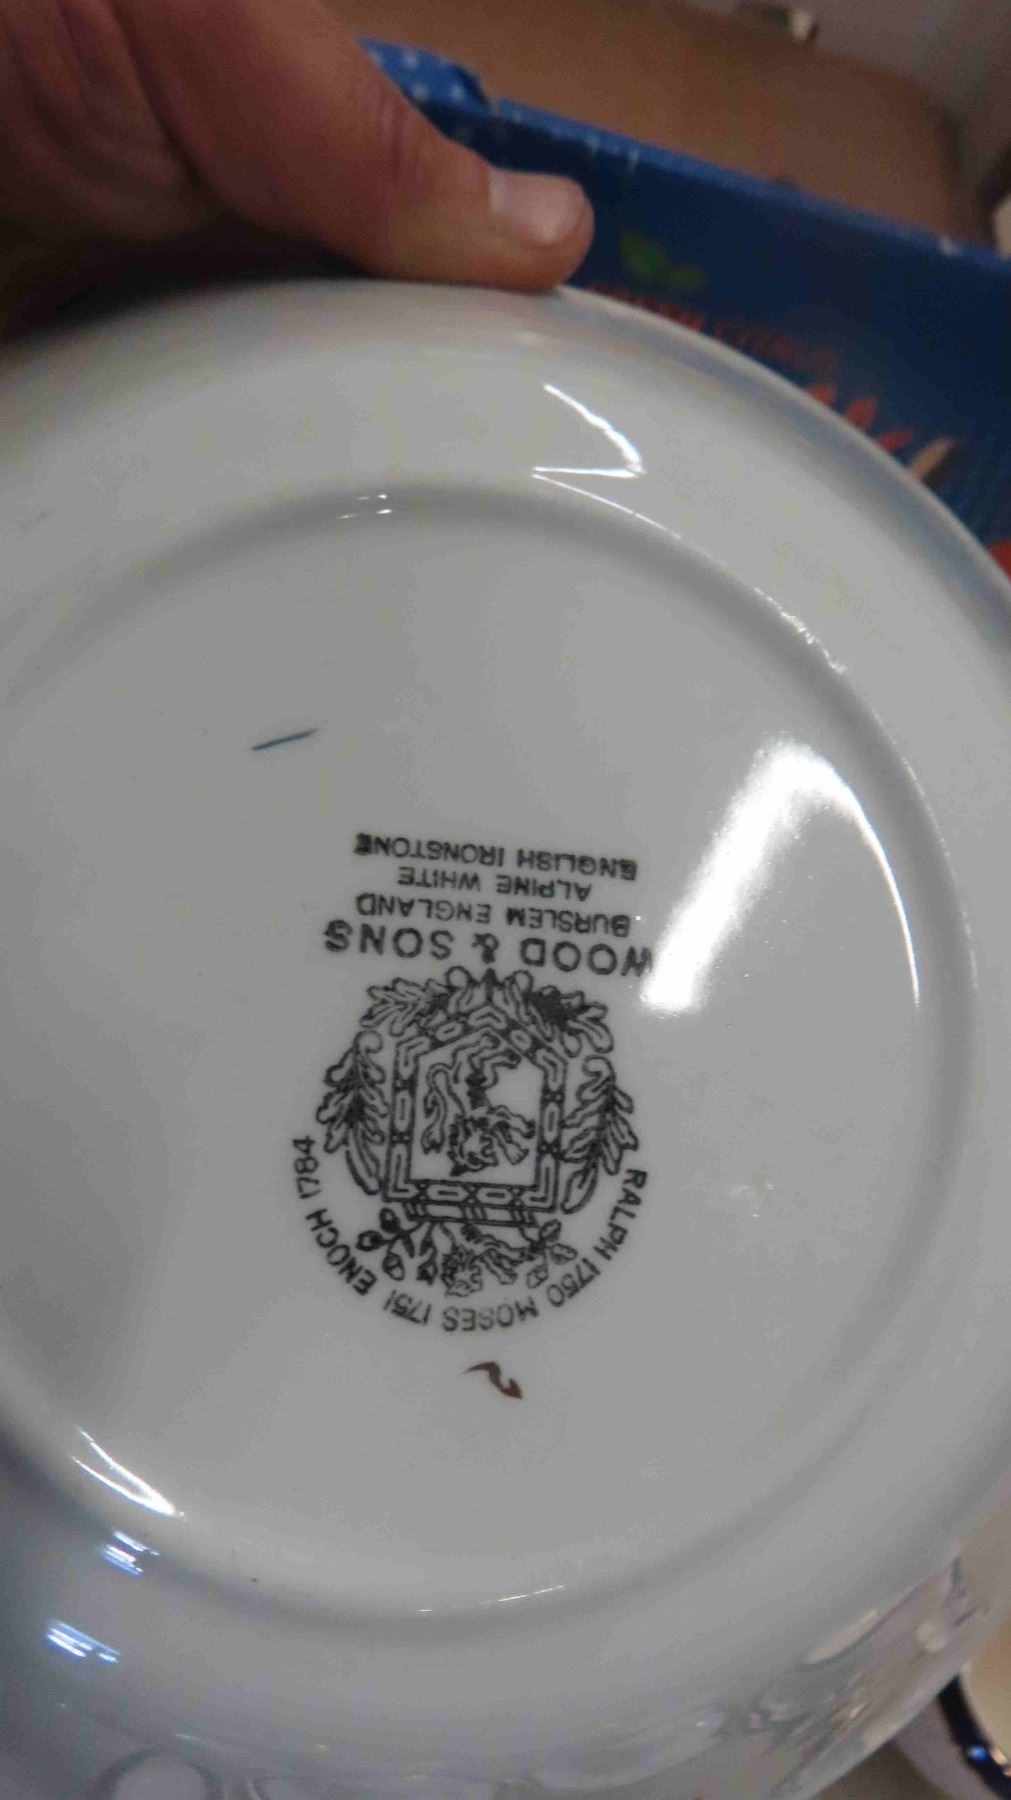 RALPH 1750 MOSES 1751 ENOCH 1784
WOOD & SONS
BURSLEM ENGLAND
ALPINE WHITE
ENGLISH IRONSTONE